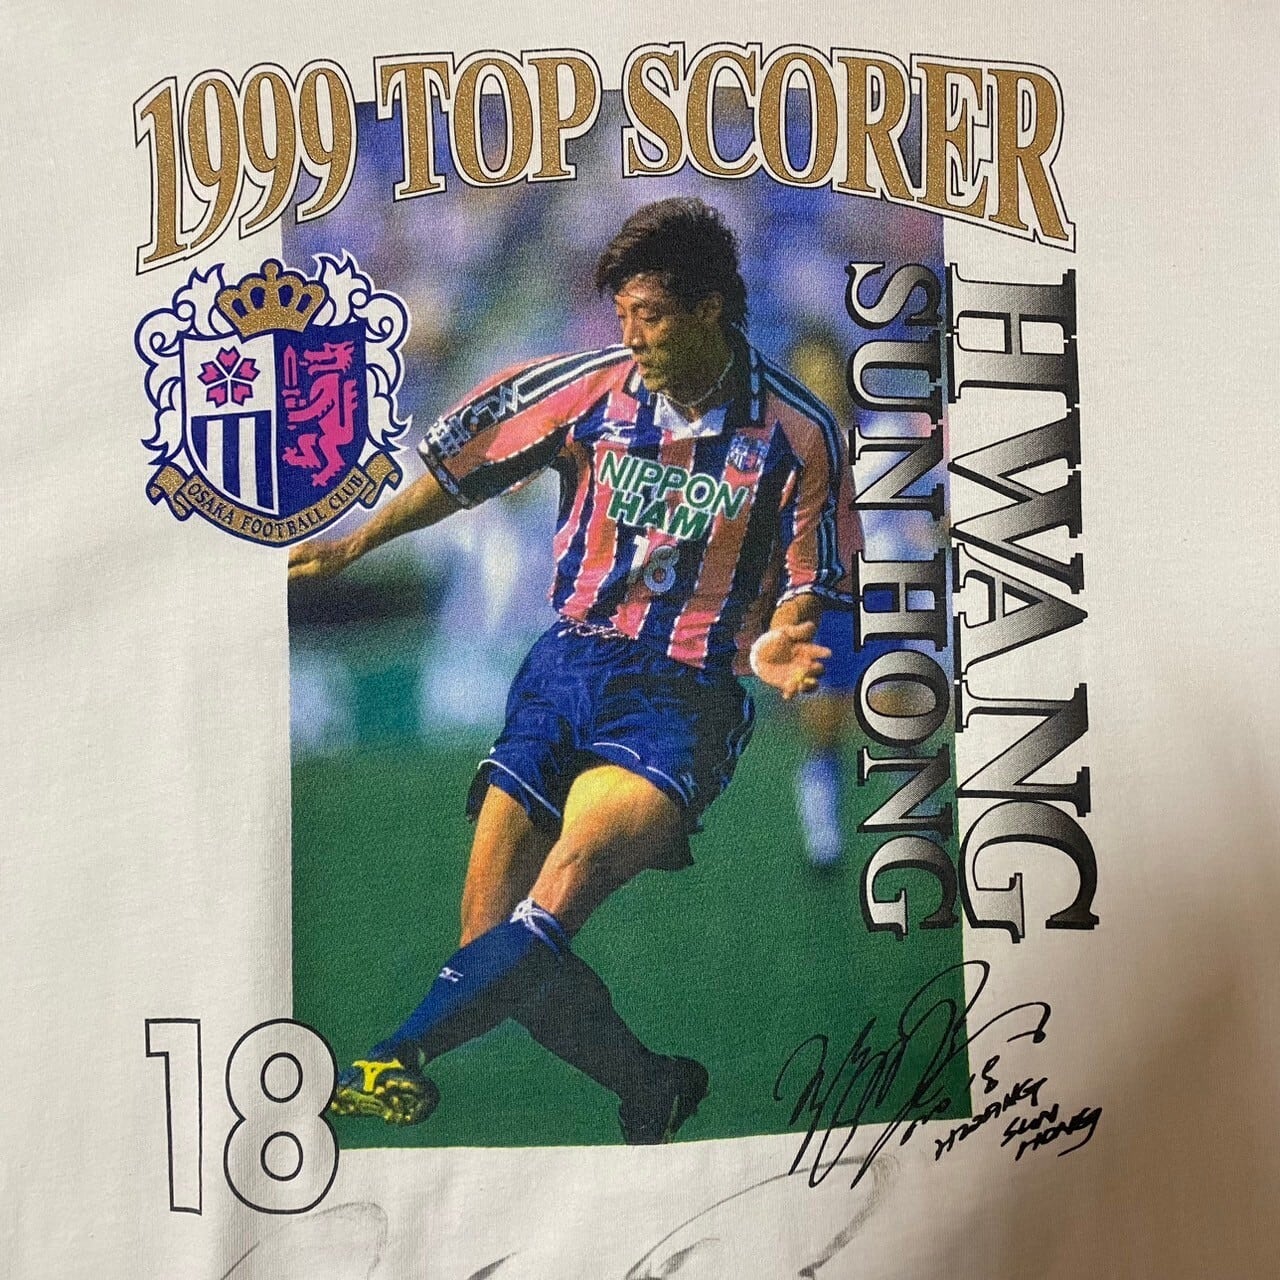 1999 TOP SCORER
HWANG
SUN HONG
OSAKA FOOTBALL CLUB
NIPPON
HAM
18
18
No 18
HWANG
SUN
HONG